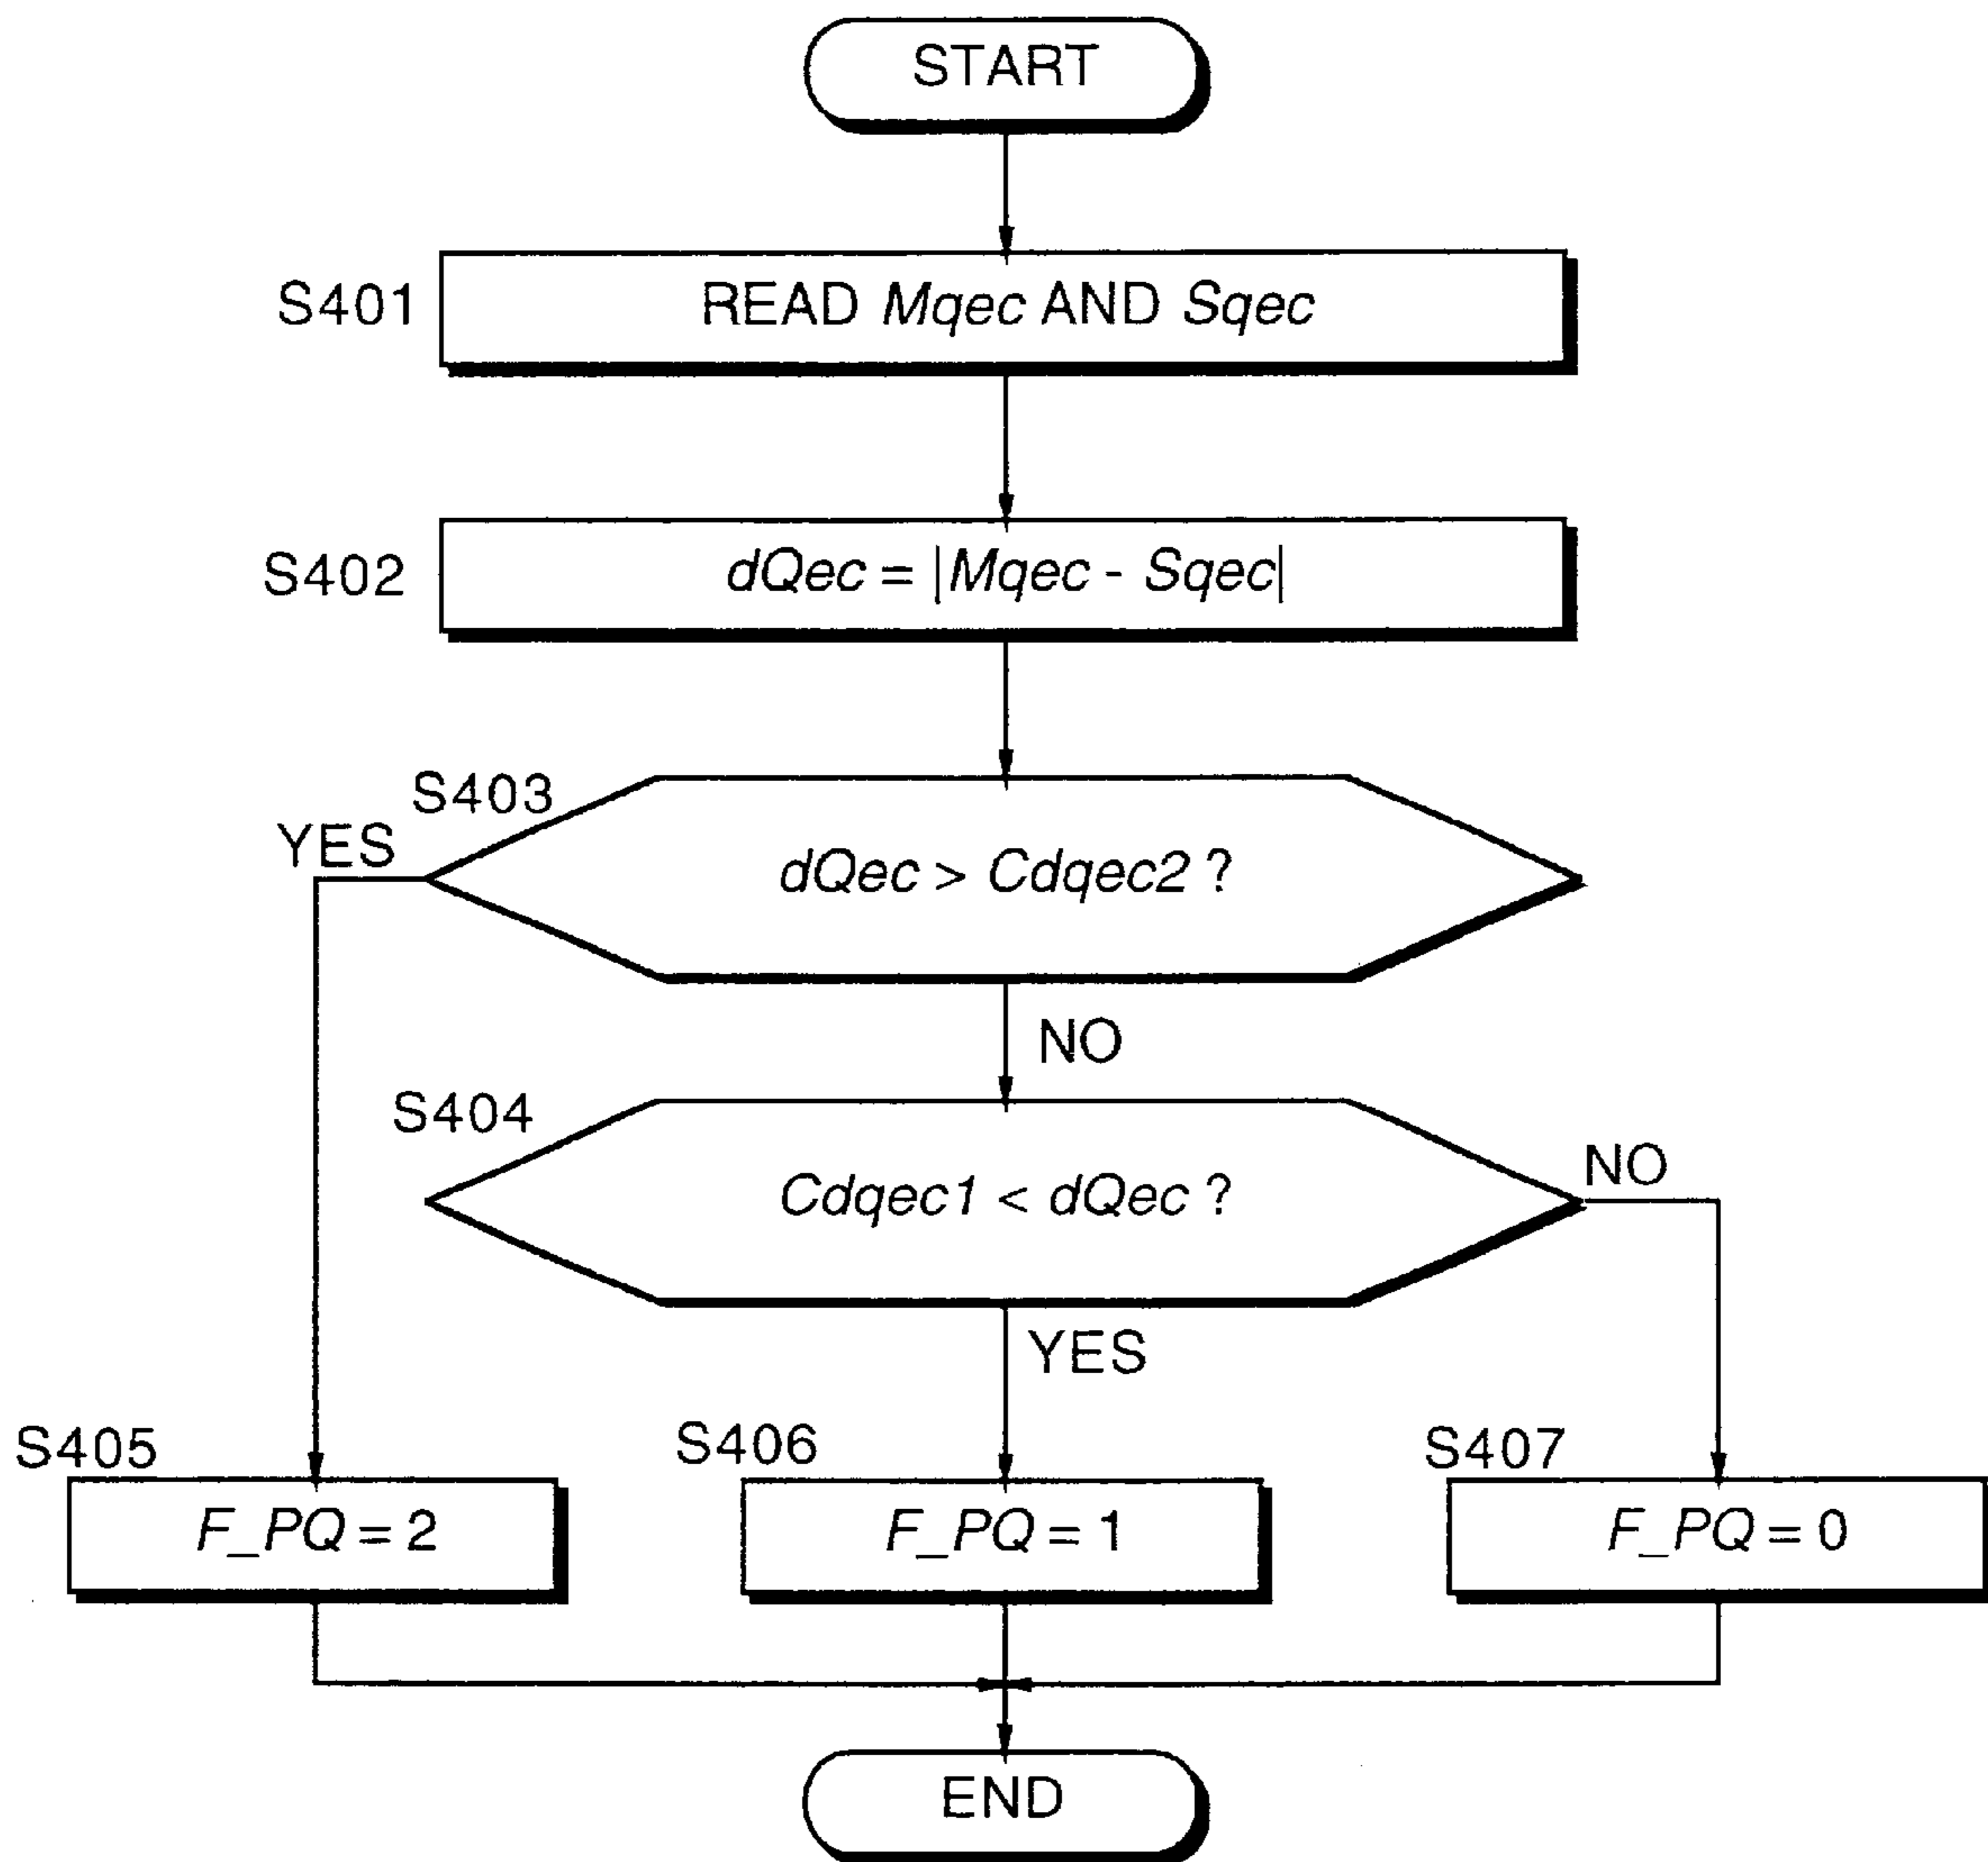 START
S401
READ Mqec AND Sqec
S402
dQec = |Mqec - Sqec|
S403
YES
dQec > Cdqec2 ?
NO
S404
Cdqec1 < dQec ?
NO
YES
S405
S406
S407
F_PQ = 2
F_PQ = 1
F_PQ = 0
END